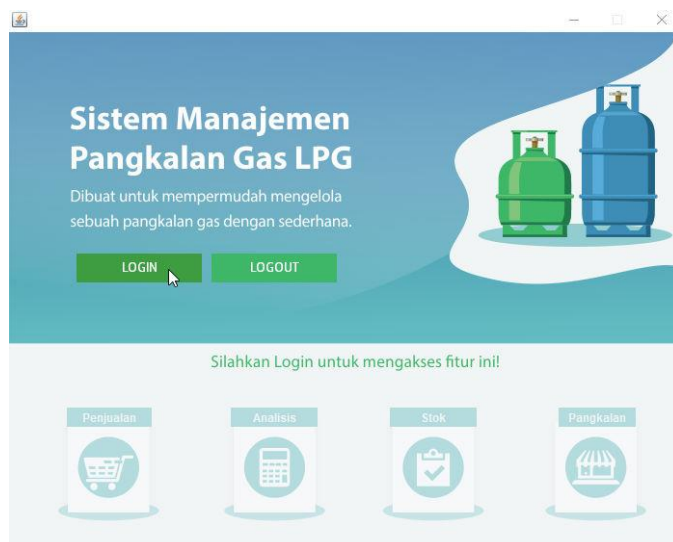 Sistem Manajemen
Pangkalan Gas LPG
Dibuat untuk mempermudah mengelola
sebuah pangkalan gas dengan sederhana.
LOGIN
LOGOUT
Silahkan Login untuk mengakses fitur ini!
Penjualan
Analisis
Stok
Pangkalan